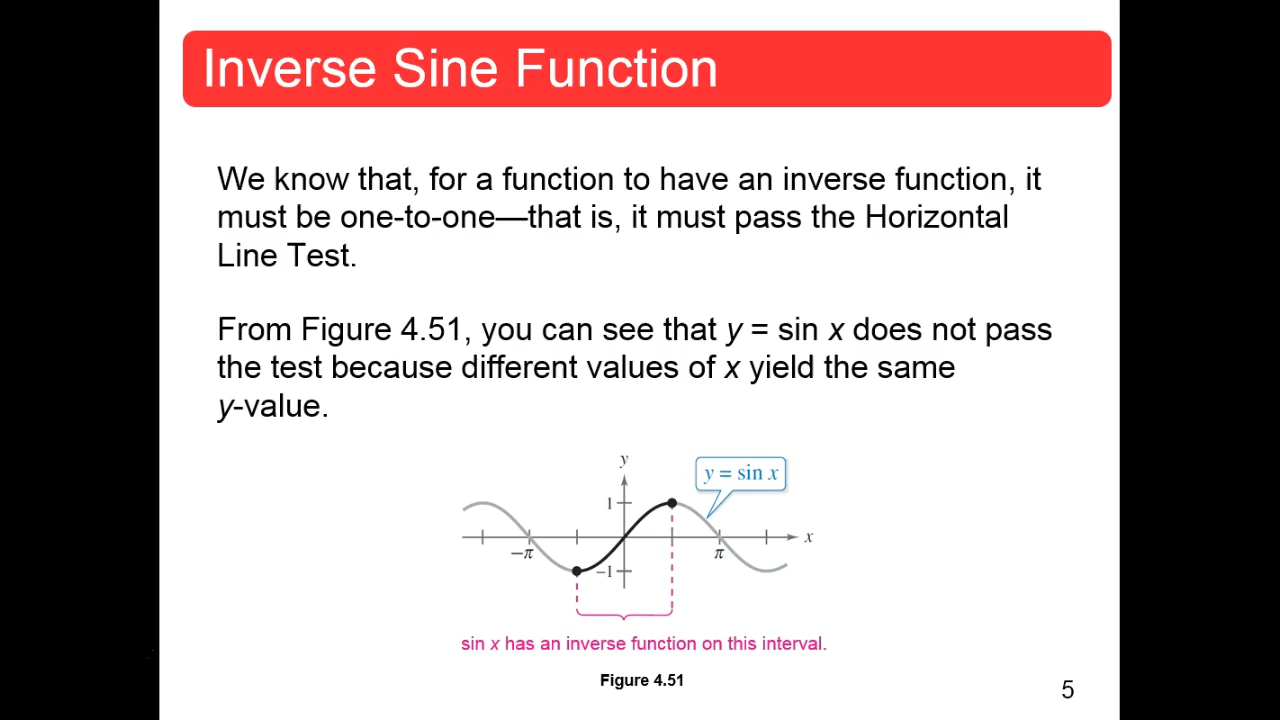 Inverse Sine Function
We know that, for a function to have an inverse function, it
must be one-to-one—that is, it must pass the Horizontal
Line Test.
From Figure 4.51, you can see that y = sin x does not pass
the test because different values of x yield the same
y-value.
y
y = sin x
1
x
−π
π
−1
sin x has an inverse function on this interval.
Figure 4.51
5